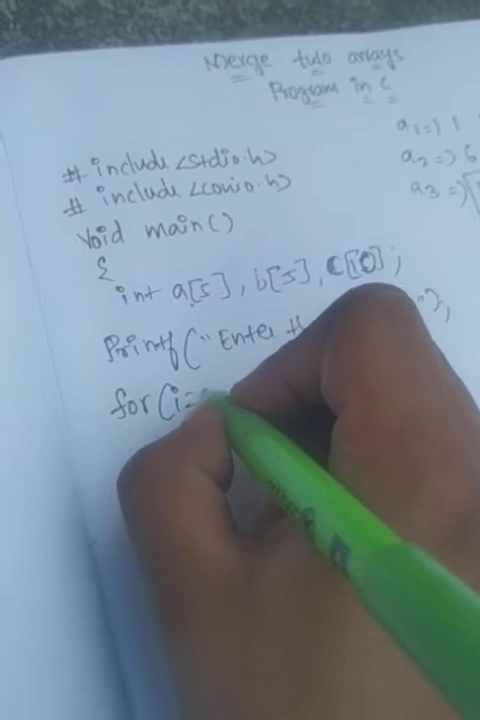 Merge two arrays
Program in C
a1=) 1
a2=) 6
a3=)
# include <stdio.h>
# include <conio.h>
Void main()
{
int a[5], b[5], C[10];
Printf("Enter ");
for(i=